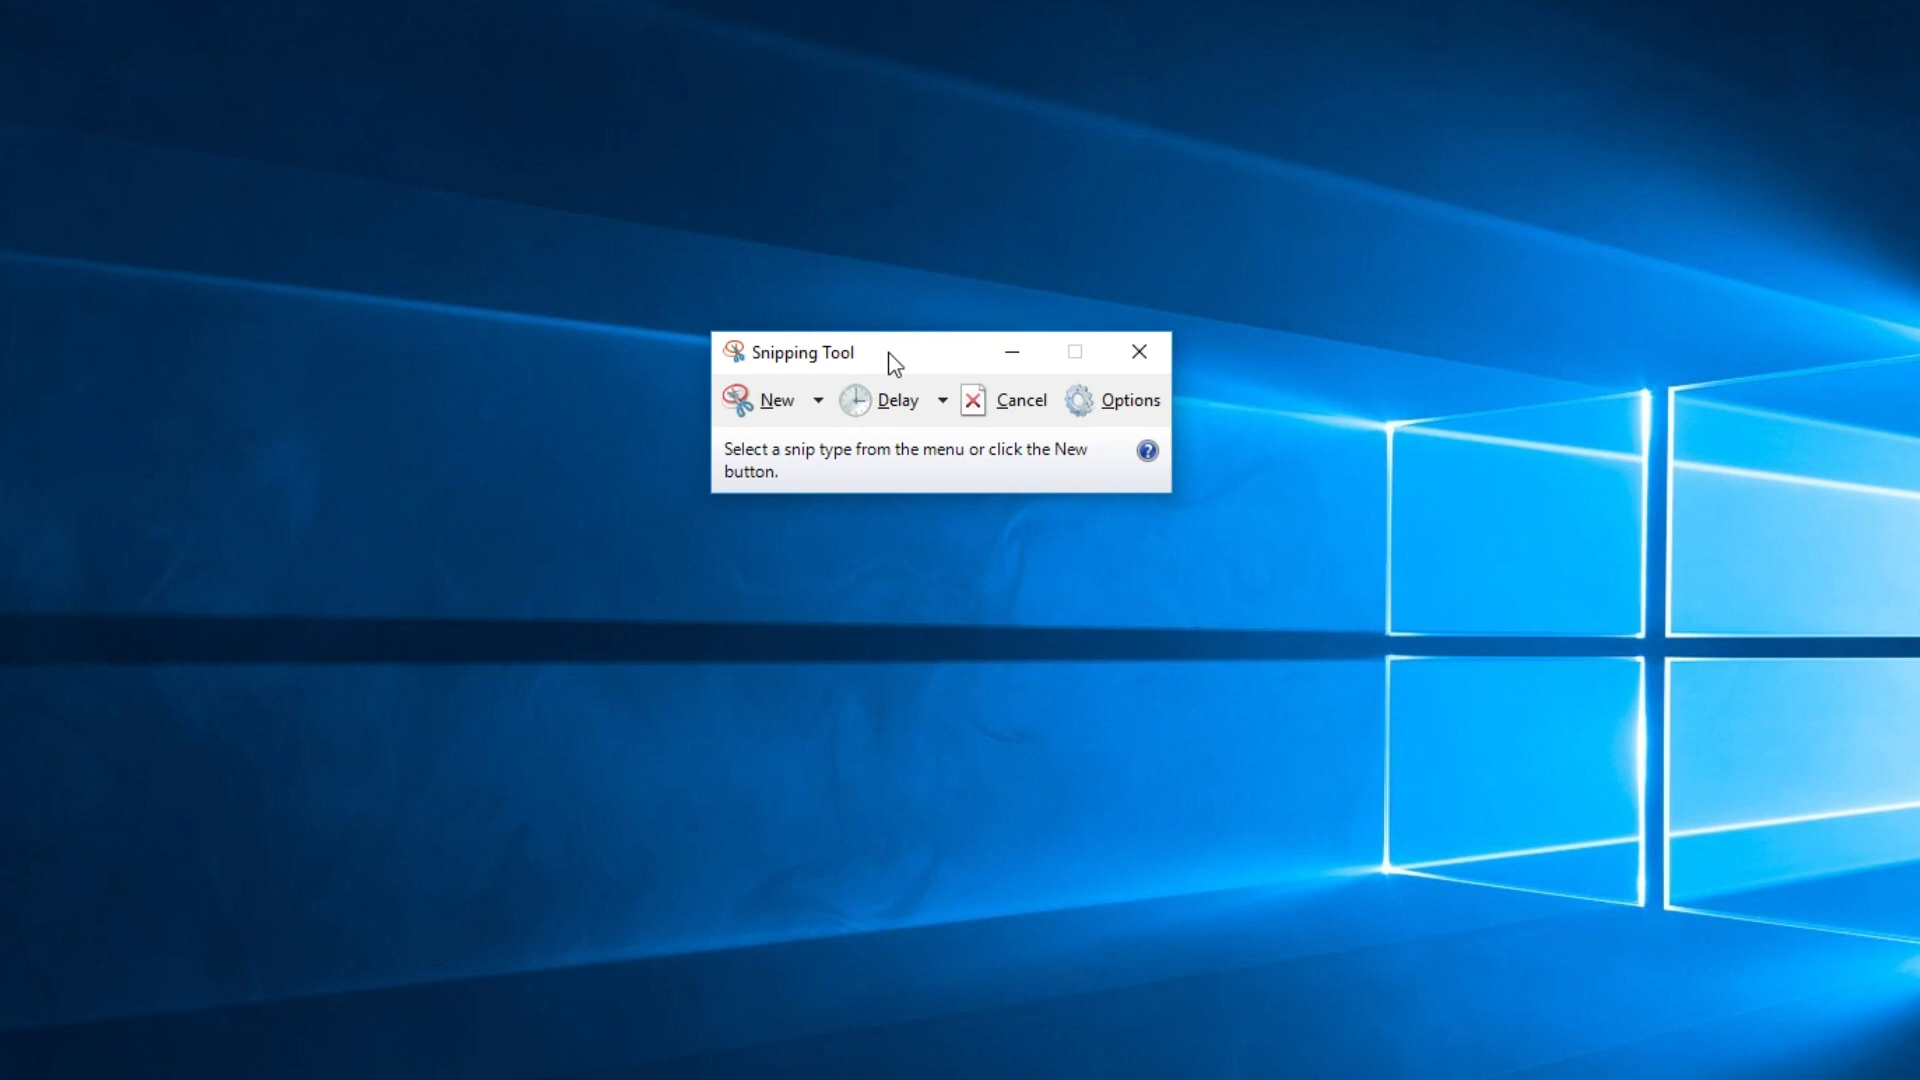 Snipping Tool
New Delay Cancel Options
Select a snip type from the menu or click the New
button.
?